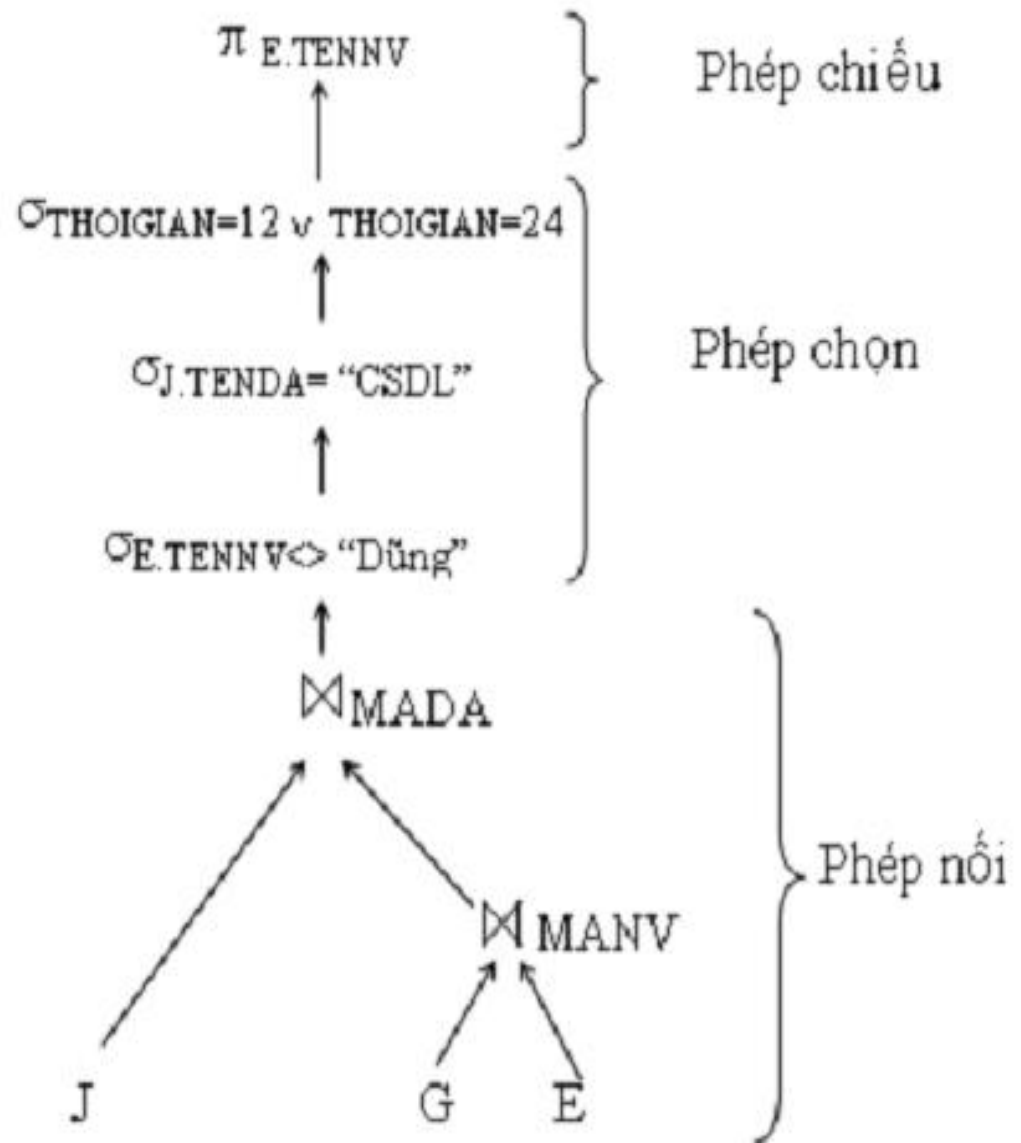 π E.TENNV
Phép chiếu
σTHOIGIAN=12 ∨ THOIGIAN=24
Phép chọn
σJ.TENDA= “CSDL”
σE.TENNV<> “Dũng”
⋈MADA
Phép nối
⋈ MANV
J
G
E